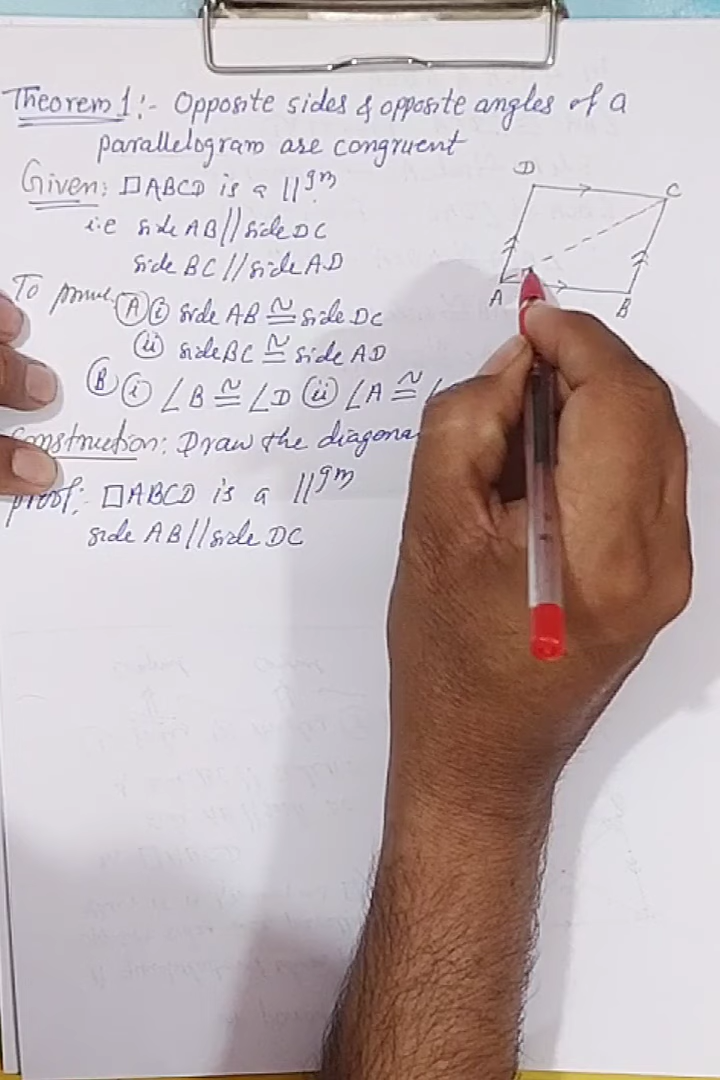 Theorem 1:- Opposite sides & opposite angles of a
parallelogram are congruent
Given: □ABCD is a ||gm
i.e side AB//side DC
side BC//side AD
To prove: Ⓐ (i) side AB ≅ side DC
(ii) side BC ≅ side AD
Ⓑ (i) ∠B ≅ ∠D (ii) ∠A ≅ ∠
Construction: Draw the
proof:- □ABCD is a ||gm
side AB//side DC
D
C
A
B